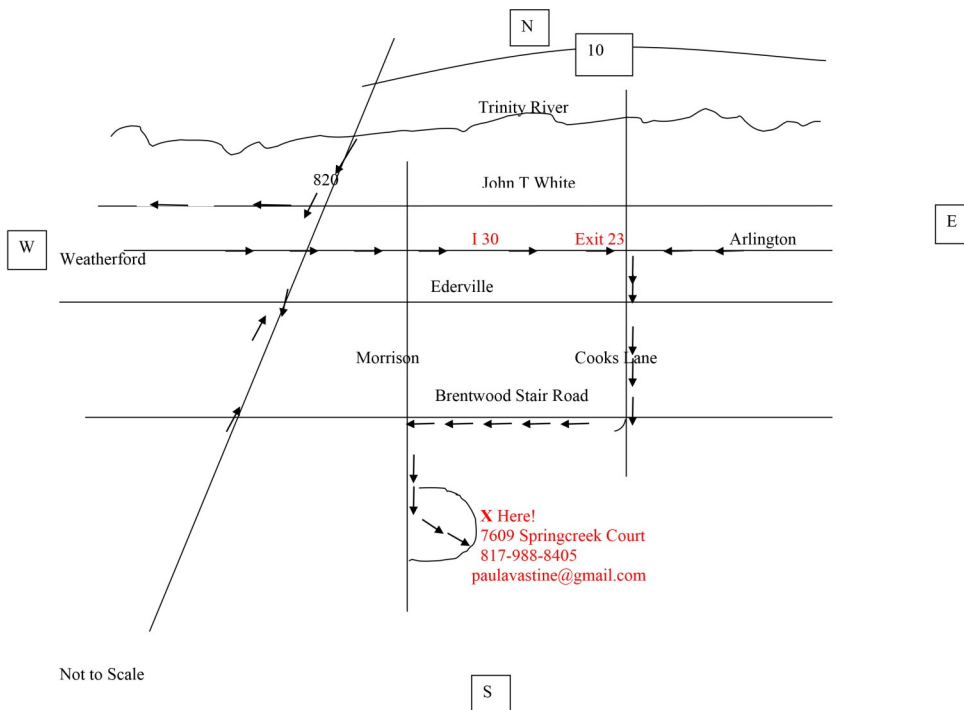 N
10
Trinity River
820
John T White
E
W
I 30
Exit 23
Arlington
Weatherford
Ederville
Morrison
Cooks Lane
Brentwood Stair Road
X Here!
7609 Springcreek Court
817-988-8405
paulavastine@gmail.com
Not to Scale
S